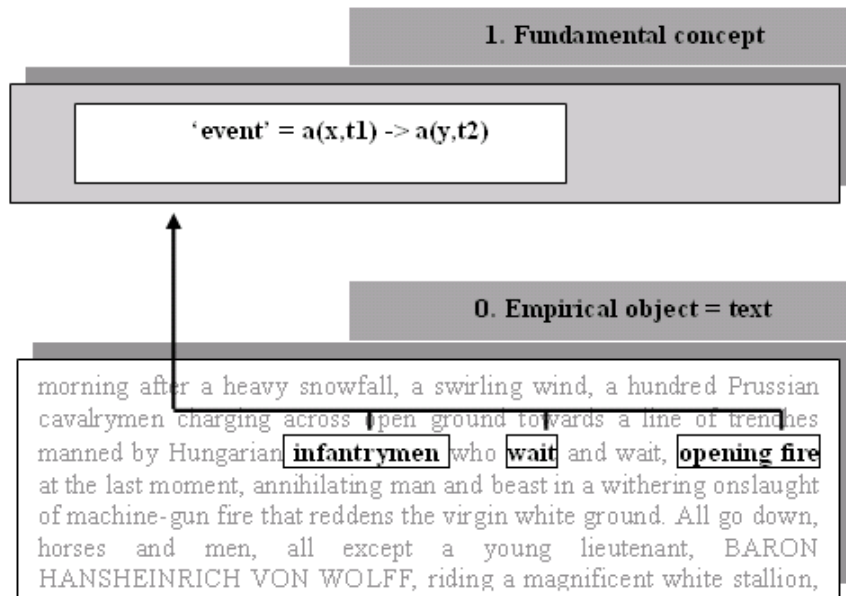 1. Fundamental concept
‘event’ = a(x,t1) -> a(y,t2)
0. Empirical object = text
morning after a heavy snowfall, a swirling wind, a hundred Prussian
cavalrymen charging across open ground towards a line of trenches
manned by Hungarian infantrymen who wait and wait, opening fire
at the last moment, annihilating man and beast in a withering onslaught
of machine-gun fire that reddens the virgin white ground. All go down,
horses and men, all except a young lieutenant, BARON
HANSHEINRICH VON WOLFF, riding a magnificent white stallion,